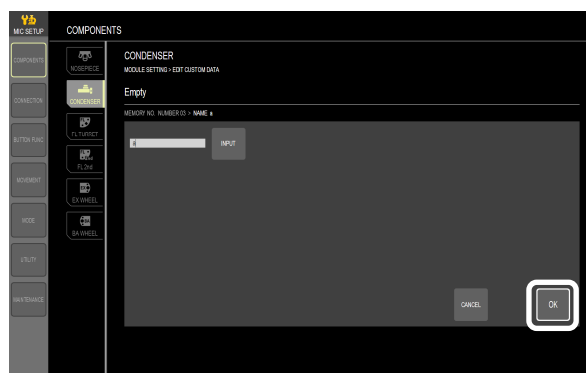 MIC SETUP
COMPONENTS
COMPONENTS
CONNECTION
BUTTON FUNC
MOVEMENT
MODE
UTILITY
MAINTENANCE
NOSEPIECE
CONDENSER
FL TURRET
FL 2nd
EX WHEEL
BA WHEEL
CONDENSER
MODULE SETTING > EDIT CUSTOM DATA
Empty
MEMORY NO. NUMBER 03 > NAME a
a
INPUT
CANCEL
OK